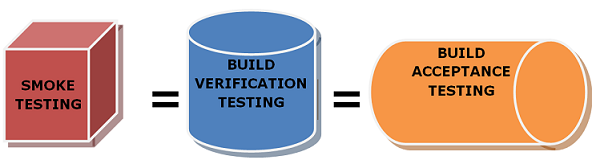 SMOKE
TESTING
=
BUILD
VERIFICATION
TESTING
=
BUILD
ACCEPTANCE
TESTING